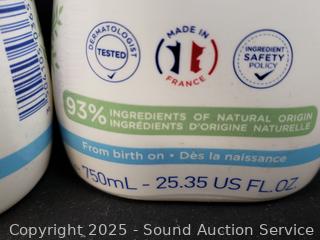 DERMATOLOGIST
TESTED
MADE IN
FRANCE
INGREDIENT
SAFETY
POLICY
93% INGREDIENTS OF NATURAL ORIGIN
INGRÉDIENTS D'ORIGINE NATURELLE
From birth on • Dès la naissance
750mL - 25.35 US FL.OZ.
Copyright © 2025 - Sound Auction Service